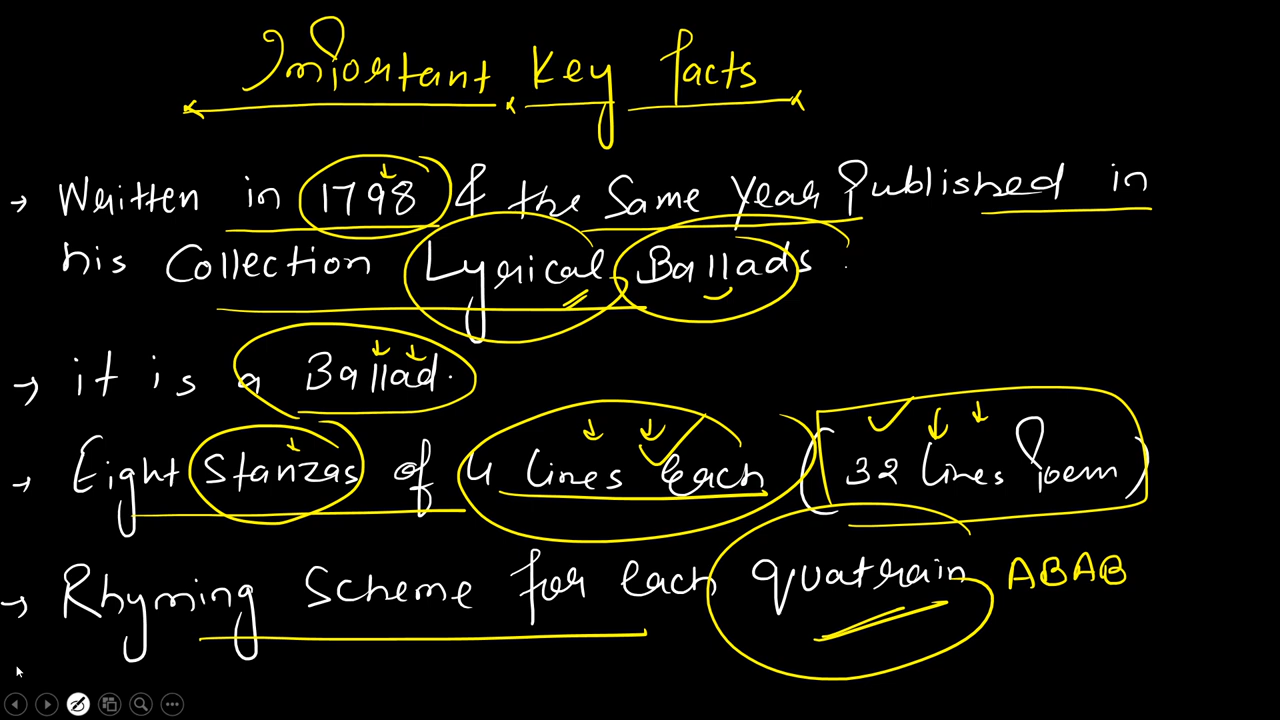 Important Key facts
→ Written in 1798 & the Same Year Published in
his Collection Lyrical Ballads.
→ it is a Ballad.
→ Eight Stanzas of 4 lines each (32 lines Poem)
→ Rhyming Scheme for each quatrain ABAB